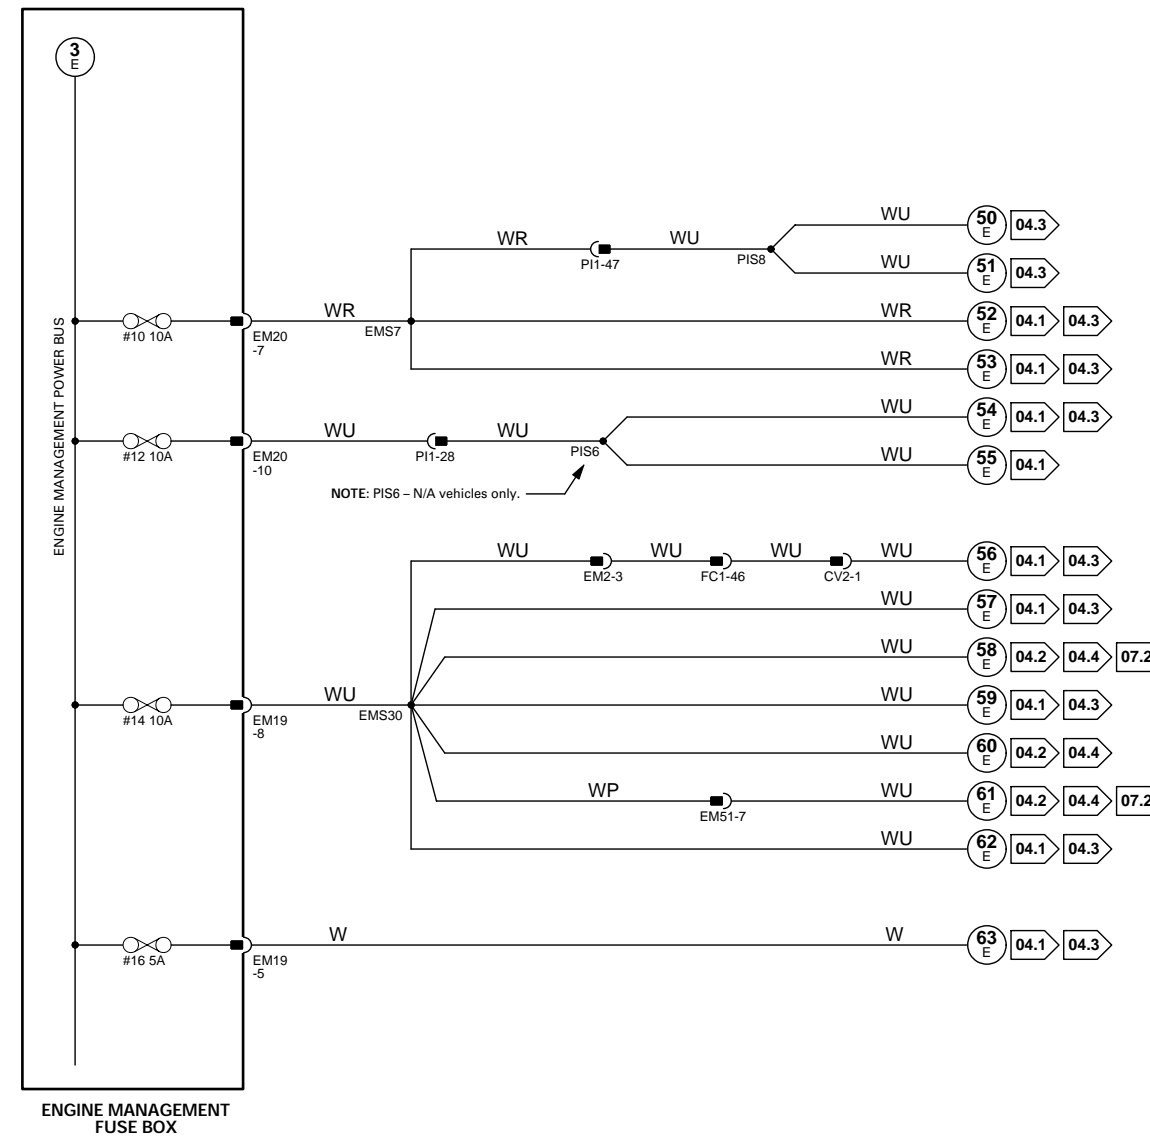 3
E
ENGINE MANAGEMENT POWER BUS
WU
50
E
04.3
WR
WU
PI1-47
PIS8
WU
51
E
04.3
#10 10A
EM20
-7
WR
EMS7
WR
52
E
04.1
04.3
WR
53
E
04.1
04.3
WU
54
E
04.1
04.3
#12 10A
EM20
-10
WU
PI1-28
WU
PIS6
WU
55
E
04.1
NOTE: PIS6 – N/A vehicles only.
WU
EM2-3
WU
FC1-46
WU
CV2-1
WU
56
E
04.1
04.3
WU
57
E
04.1
04.3
WU
58
E
04.2
04.4
07.2
#14 10A
EM19
-8
WU
EMS30
WU
59
E
04.1
04.3
WU
60
E
04.2
04.4
WP
EM51-7
WU
61
E
04.2
04.4
07.2
WU
62
E
04.1
04.3
#16 5A
EM19
-5
W
W
63
E
04.1
04.3
ENGINE MANAGEMENT
FUSE BOX